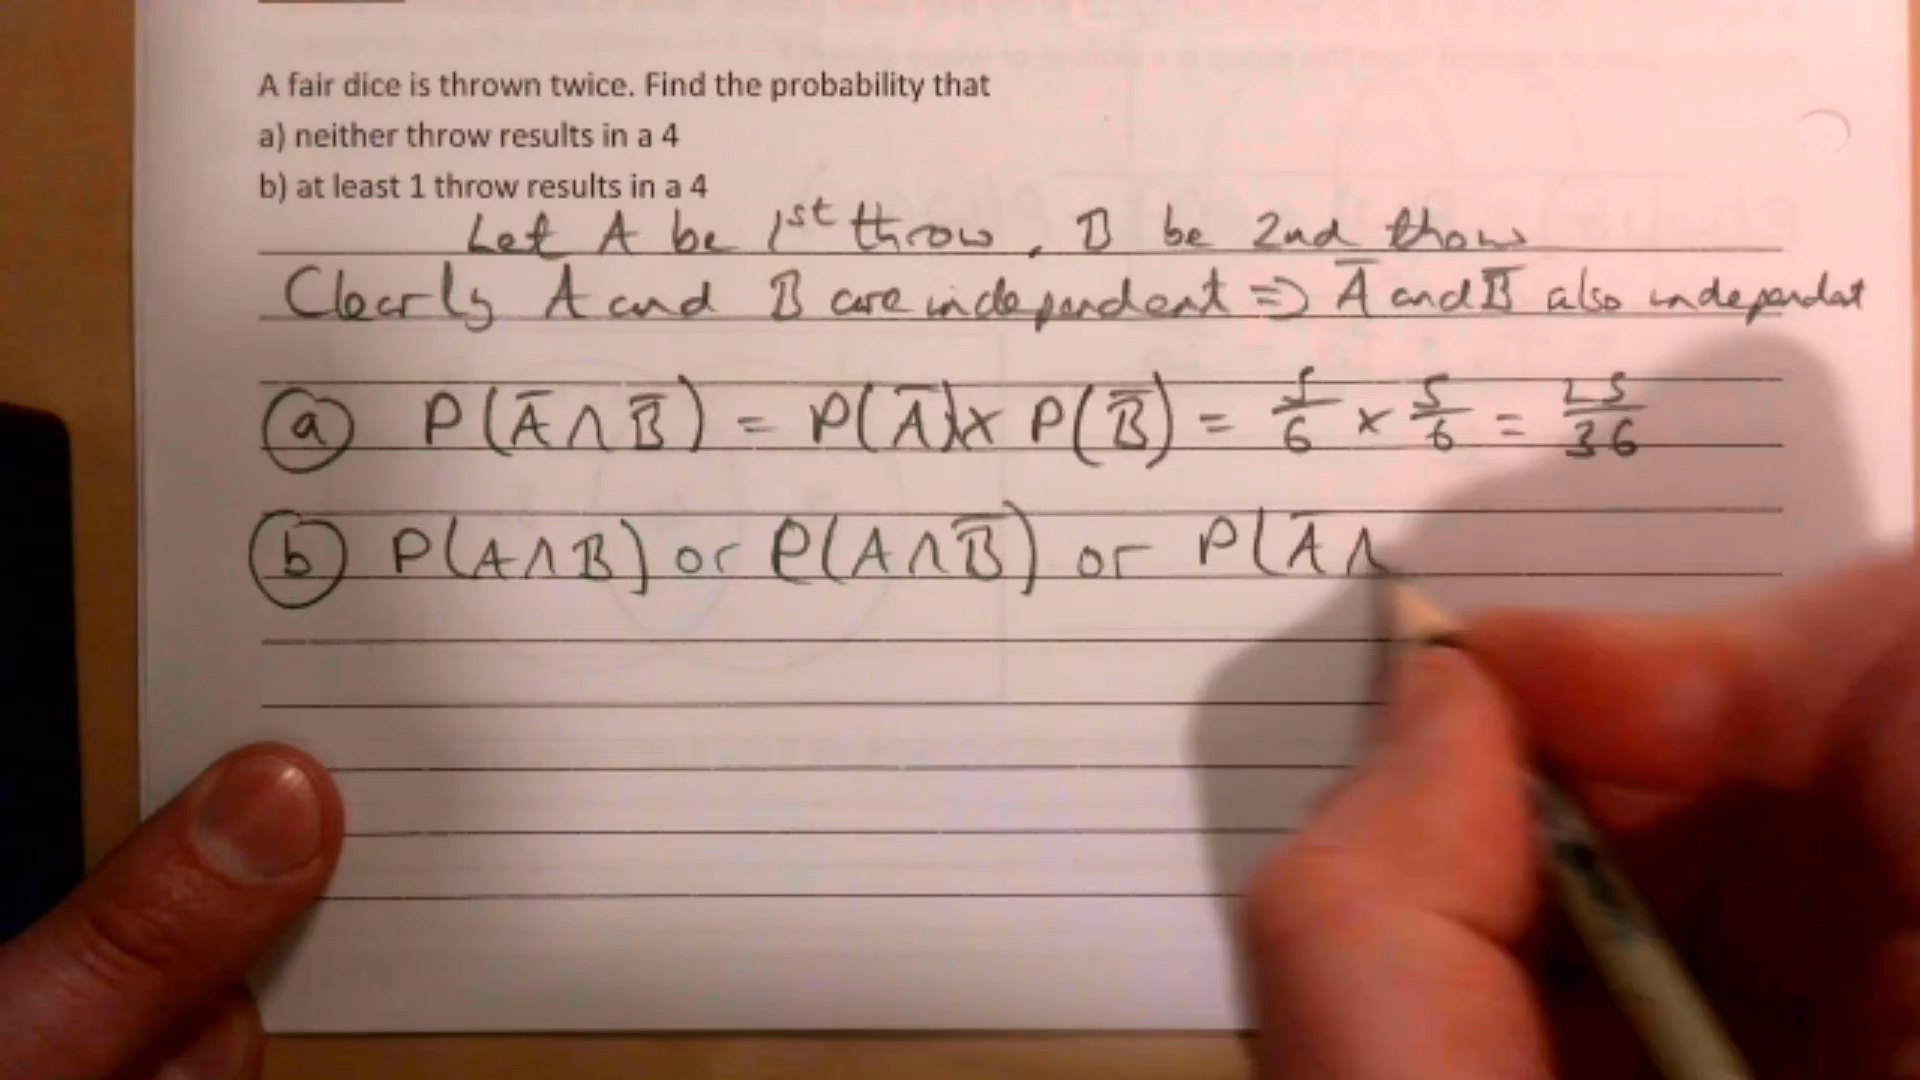 A fair dice is thrown twice. Find the probability that
a) neither throw results in a 4
b) at least 1 throw results in a 4
Let A be 1st throw, B be 2nd thow
Clearly A and B are independent => A̅ and B̅ also independat
(a) P(A̅ ∩ B̅) = P(A̅) × P(B̅) = 5/6 × 5/6 = 25/36
(b) P(A ∩ B) or P(A ∩ B̅) or P(A̅ ∩